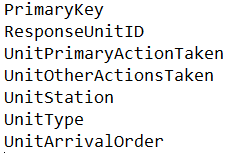 PrimaryKey
ResponseUnitID
UnitPrimaryActionTaken
UnitOtherActionsTaken
UnitStation
UnitType
UnitArrivalOrder